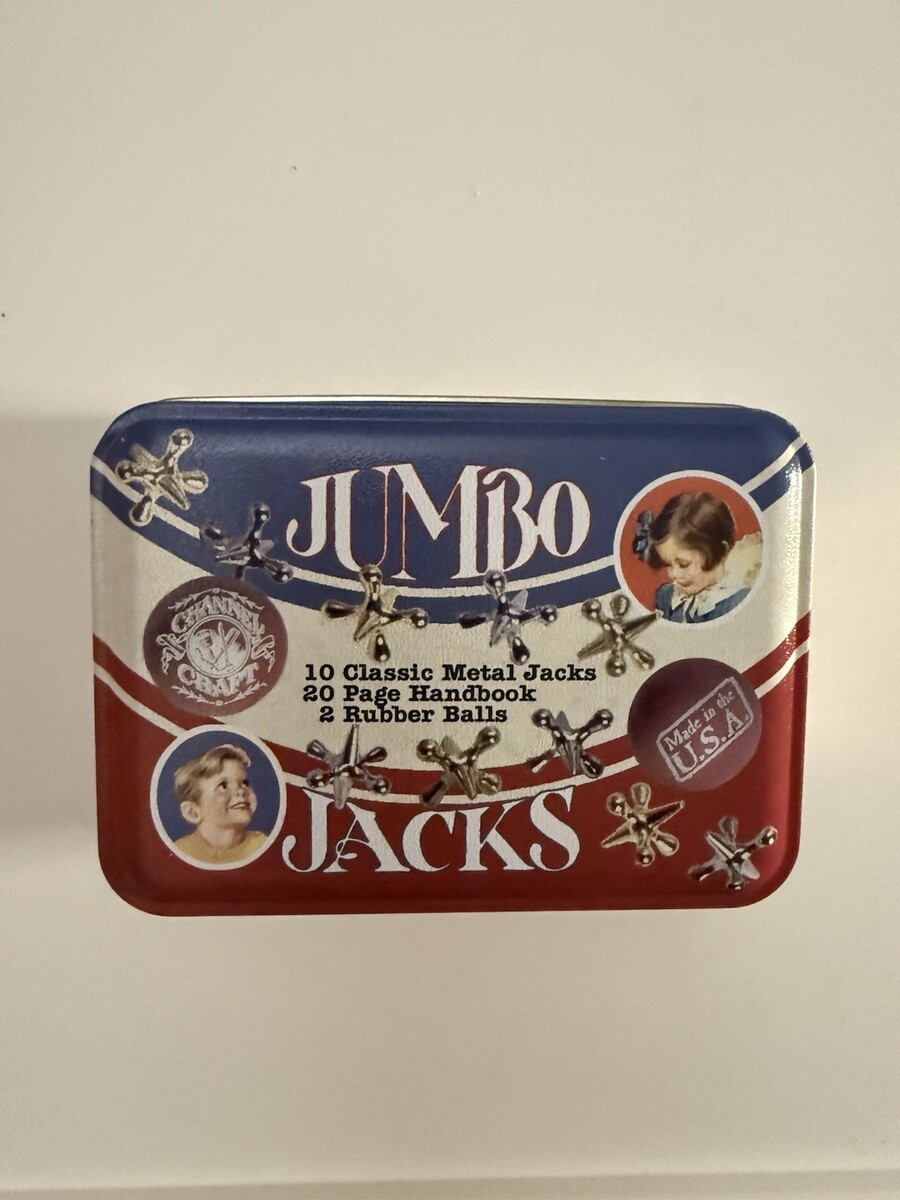 JUMBO
CHANNEL
CRAFT
10 Classic Metal Jacks
20 Page Handbook
2 Rubber Balls
Made in the
U.S.A.
JACKS